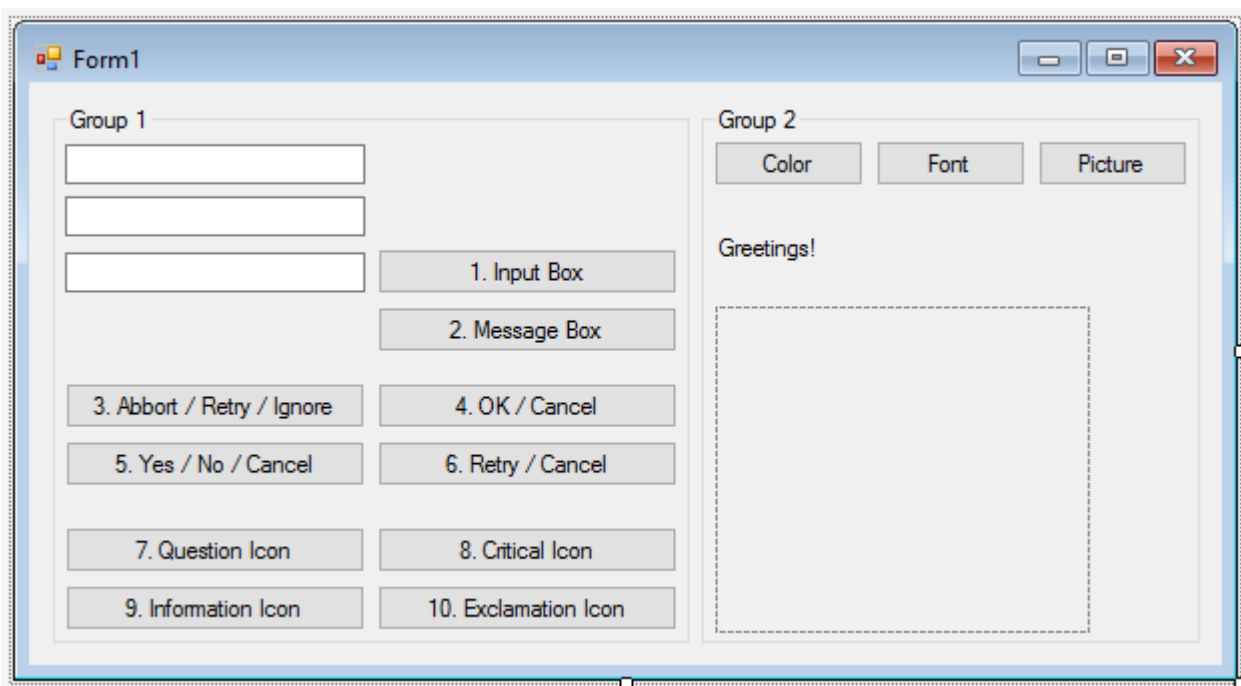 Form1
Group 1
1. Input Box
2. Message Box
3. Abbort / Retry / Ignore
4. OK / Cancel
5. Yes / No / Cancel
6. Retry / Cancel
7. Question Icon
8. Critical Icon
9. Information Icon
10. Exclamation Icon
Group 2
Color
Font
Picture
Greetings!